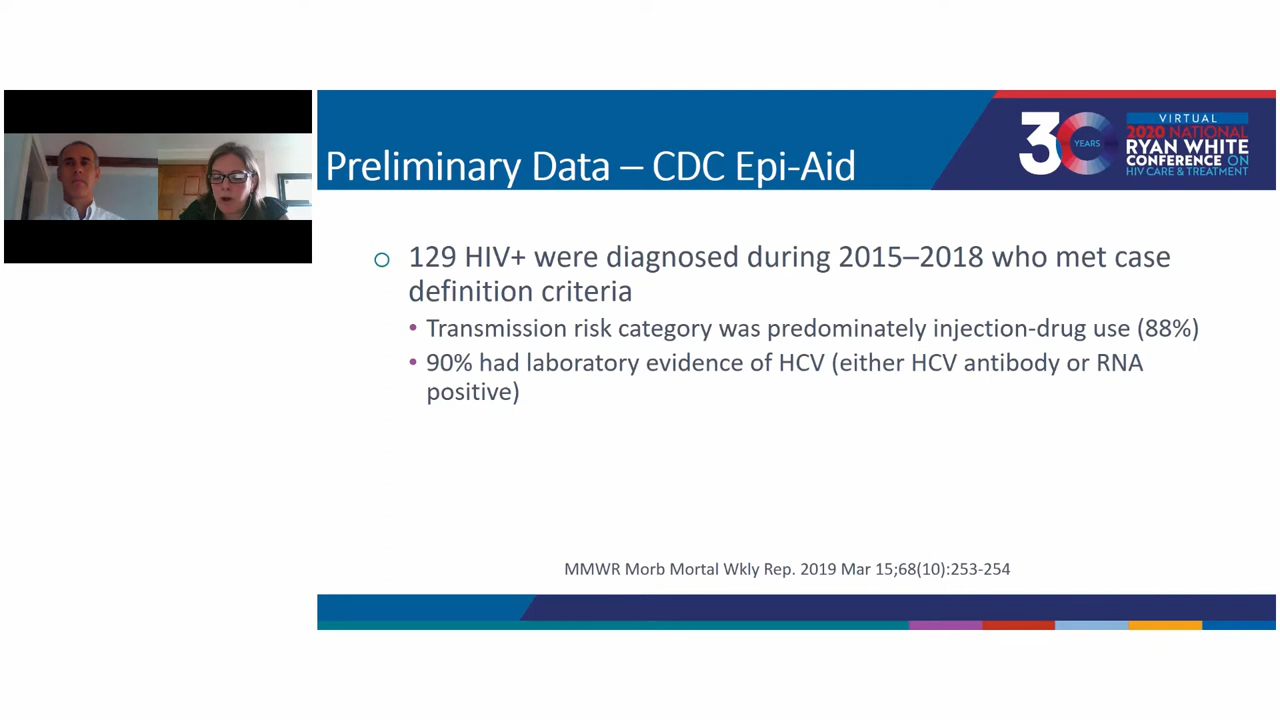 Preliminary Data – CDC Epi-Aid
30
YEARS
VIRTUAL
2020 NATIONAL
RYAN WHITE
CONFERENCE ON
HIV CARE & TREATMENT
o 129 HIV+ were diagnosed during 2015–2018 who met case
definition criteria
• Transmission risk category was predominately injection-drug use (88%)
• 90% had laboratory evidence of HCV (either HCV antibody or RNA
positive)
MMWR Morb Mortal Wkly Rep. 2019 Mar 15;68(10):253-254